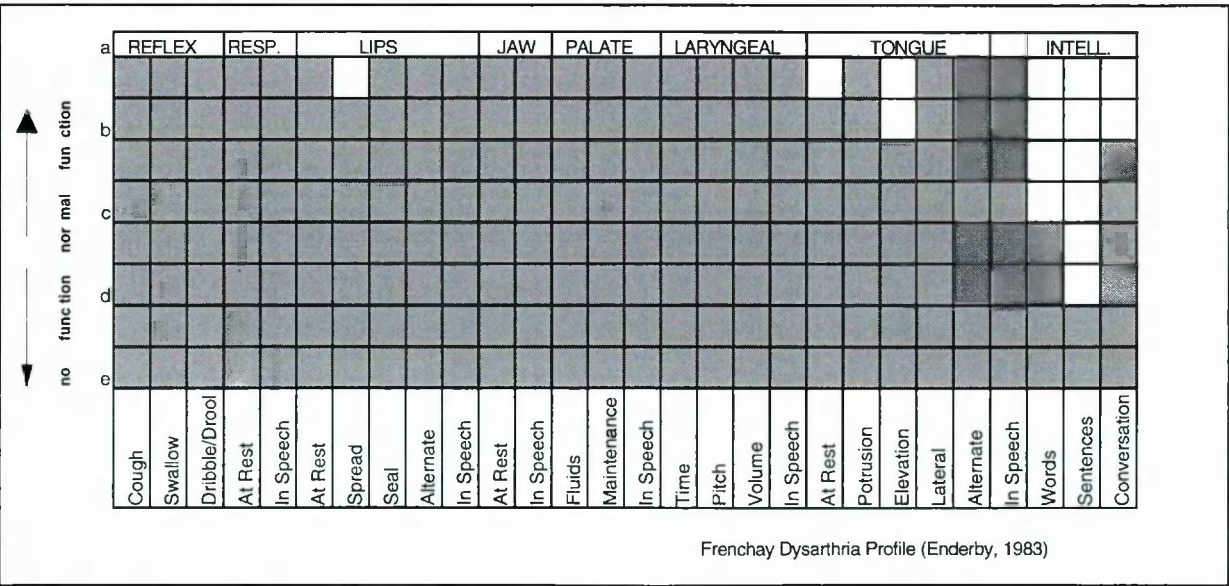 a REFLEX RESP. LIPS JAW PALATE LARYNGEAL TONGUE INTELL.
b
c
d
e
no function normal function
Cough
Swallow
Dribble/Drool
At Rest
In Speech
At Rest
Spread
Seal
Alternate
In Speech
At Rest
In Speech
Fluids
Maintenance
In Speech
Time
Pitch
Volume
In Speech
At Rest
Potrusion
Elevation
Lateral
Alternate
In Speech
Words
Sentences
Conversation
Frenchay Dysarthria Profile (Enderby, 1983)